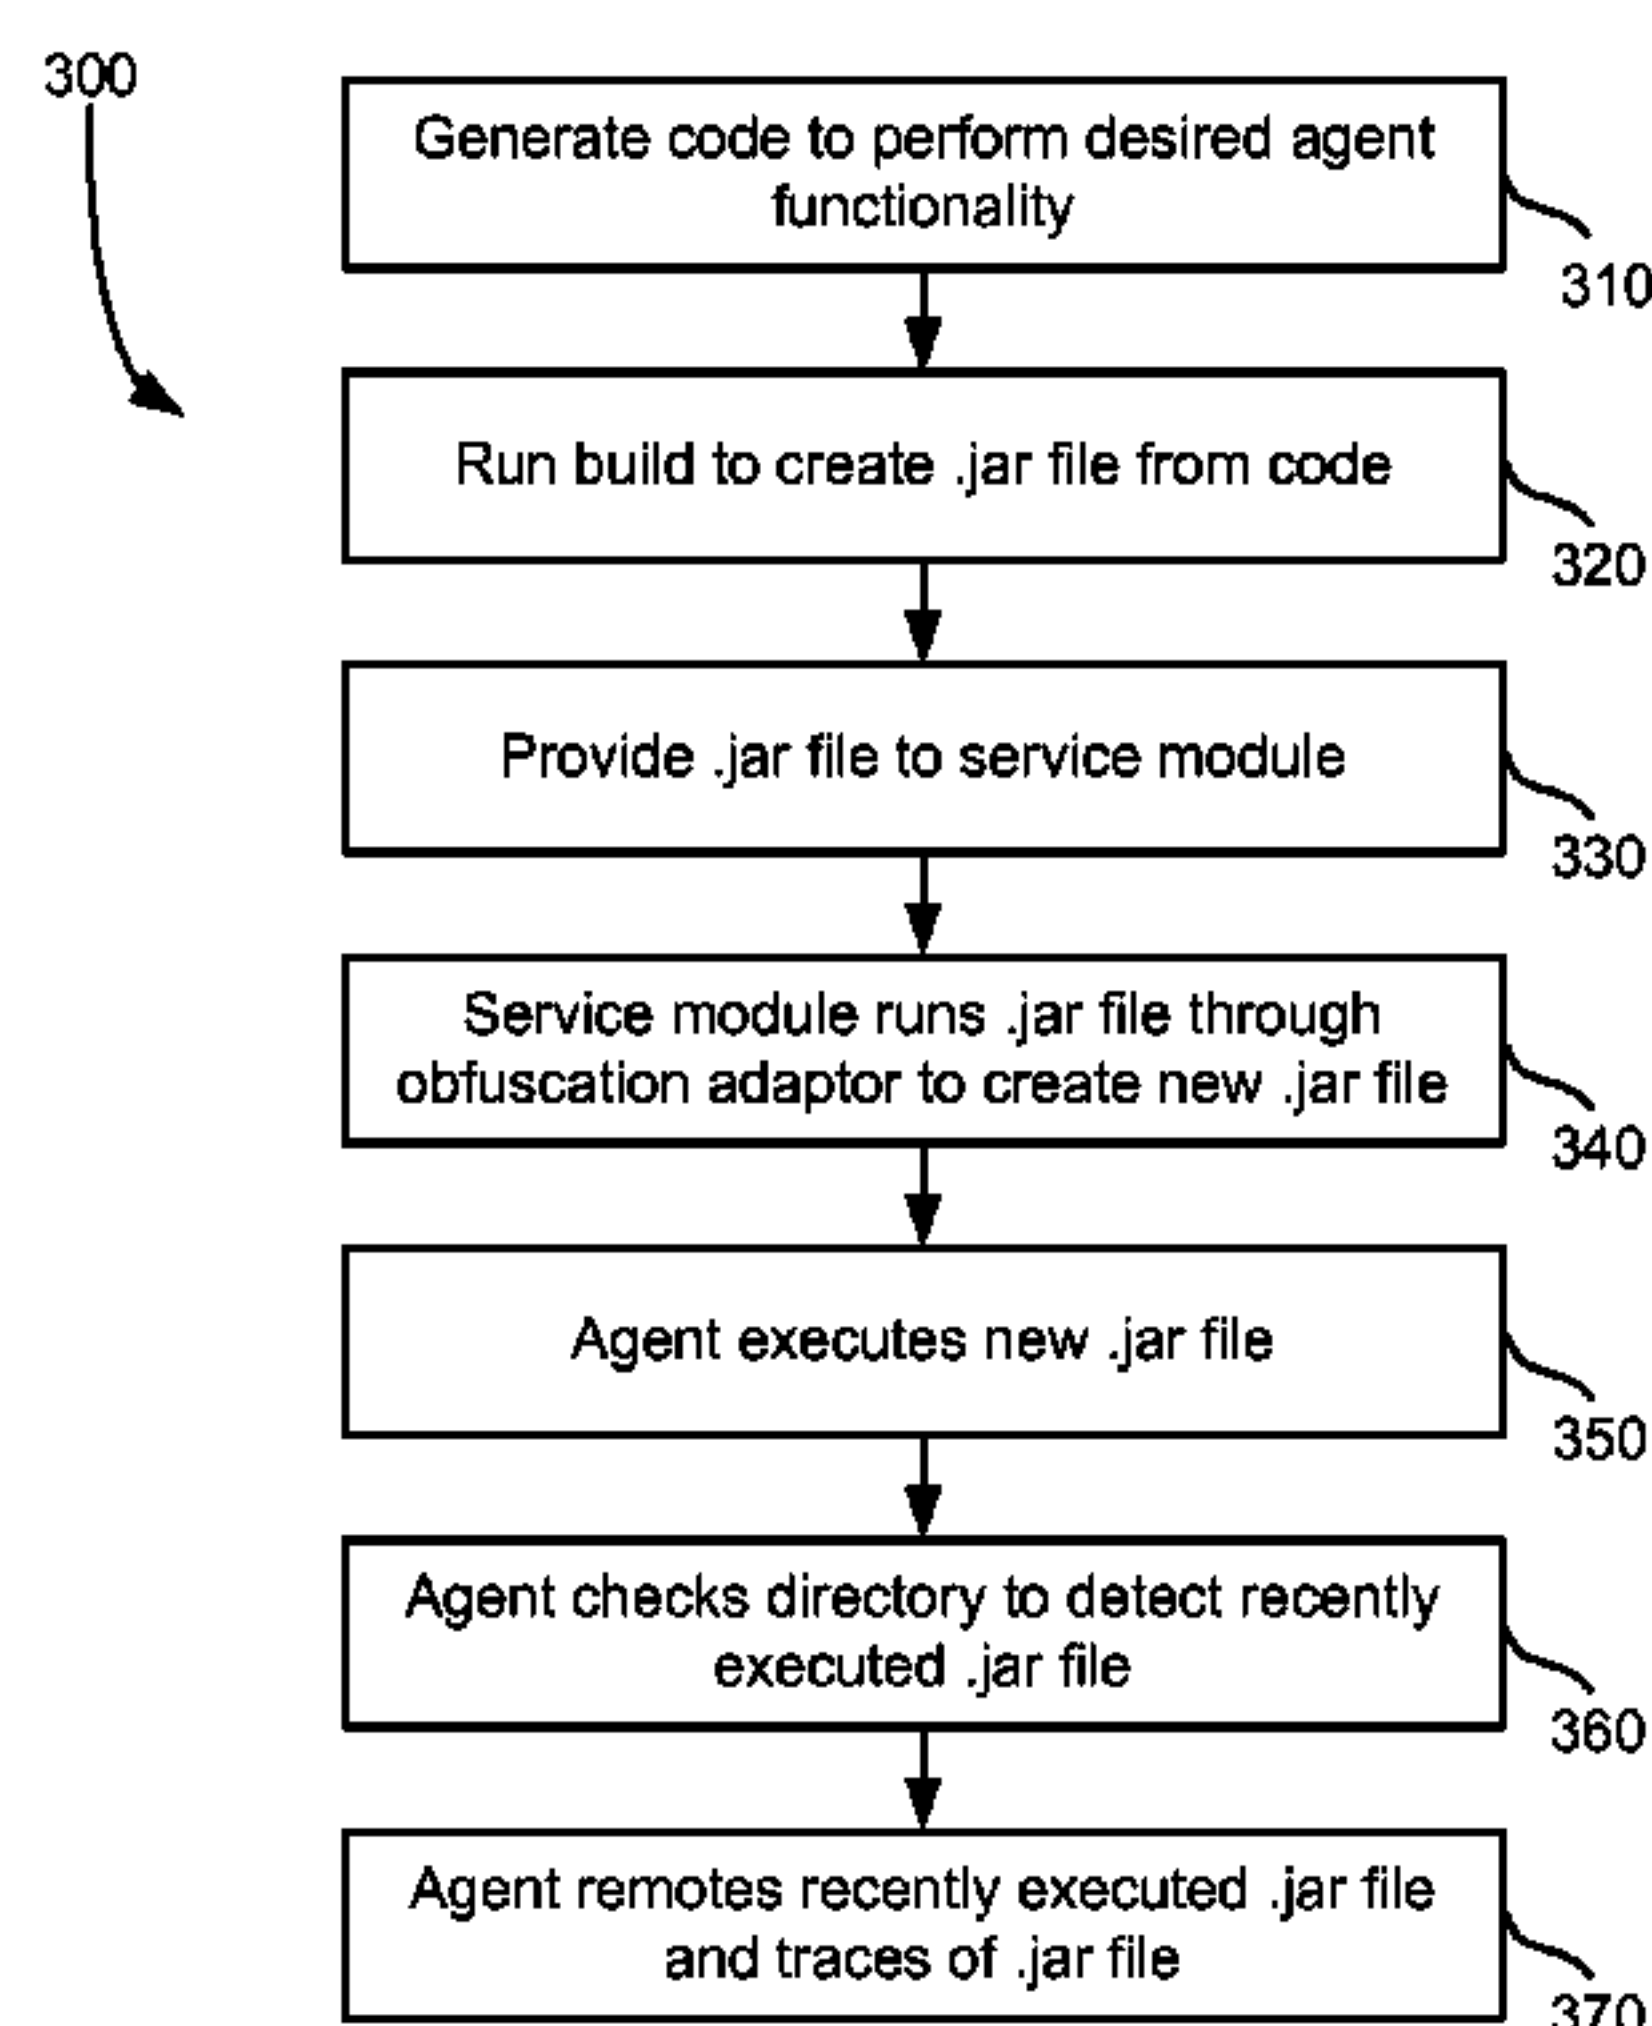 300
Generate code to perform desired agent
functionality
310
Run build to create .jar file from code
320
Provide .jar file to service module
330
Service module runs .jar file through
obfuscation adaptor to create new .jar file
340
Agent executes new .jar file
350
Agent checks directory to detect recently
executed .jar file
360
Agent remotes recently executed .jar file
and traces of .jar file
370